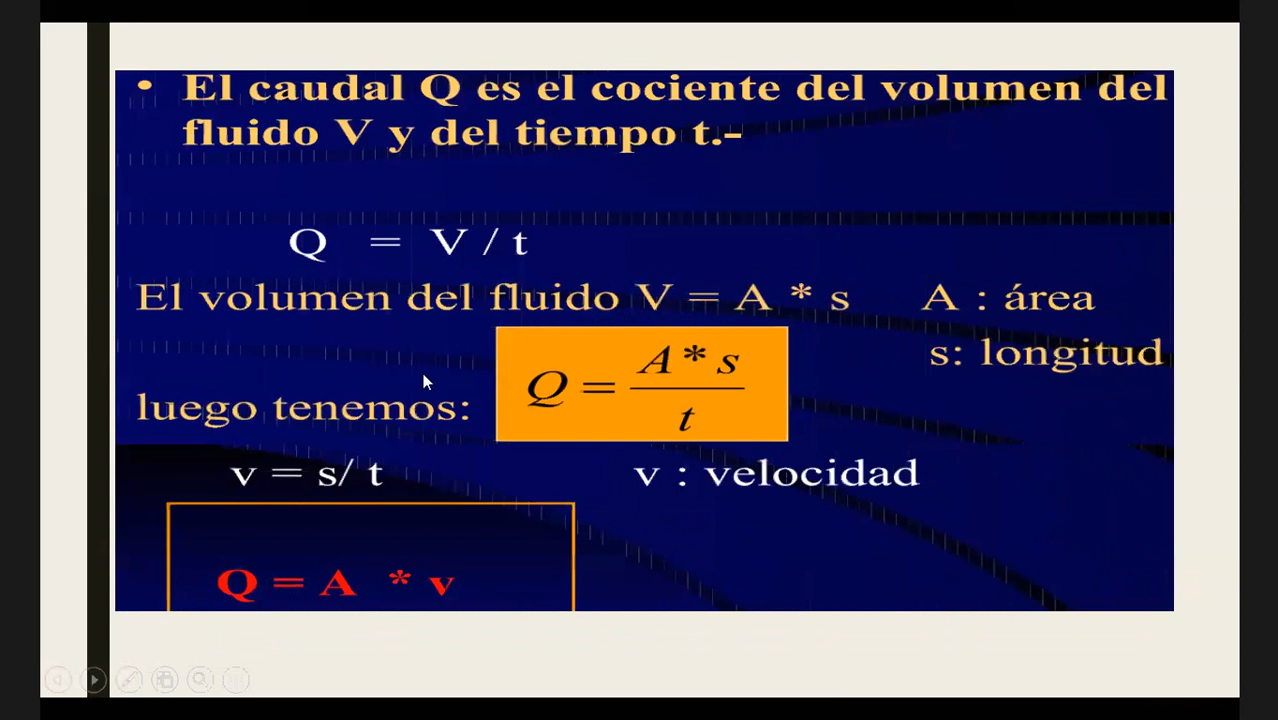 • El caudal Q es el cociente del volumen del
fluido V y del tiempo t.-
Q = V / t
El volumen del fluido V = A * s A : área
s: longitud
luego tenemos: Q = A * s / t
v = s/ t v : velocidad
Q = A * v